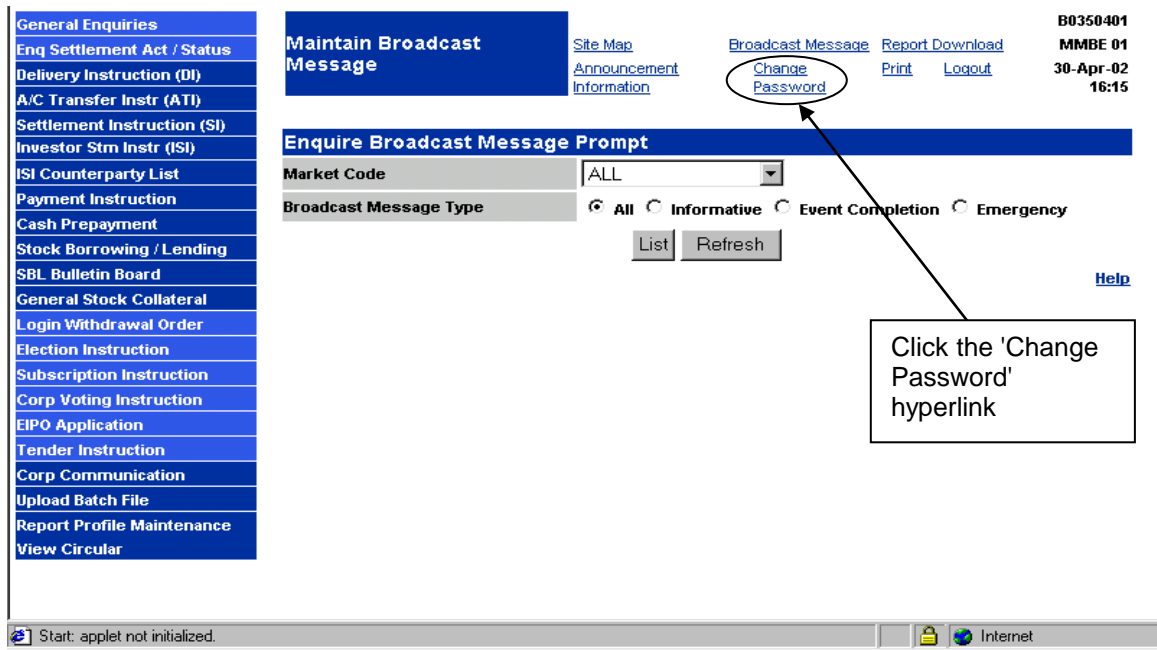 General Enquiries
Enq Settlement Act / Status
Delivery Instruction (DI)
A/C Transfer Instr (ATI)
Settlement Instruction (SI)
Investor Stm Instr (ISI)
ISI Counterparty List
Payment Instruction
Cash Prepayment
Stock Borrowing / Lending
SBL Bulletin Board
General Stock Collateral
Login Withdrawal Order
Election Instruction
Subscription Instruction
Corp Voting Instruction
EIPO Application
Tender Instruction
Corp Communication
Upload Batch File
Report Profile Maintenance
View Circular
Maintain Broadcast
Message
Site Map Broadcast Message Report Download
Announcement Change Print Logout
Information Password
B0350401
MMBE 01
30-Apr-02
16:15
Enquire Broadcast Message Prompt
Market Code ALL
Broadcast Message Type All Informative Event Completion Emergency
List Refresh
Help
Click the 'Change
Password'
hyperlink
Start: applet not initialized. Internet